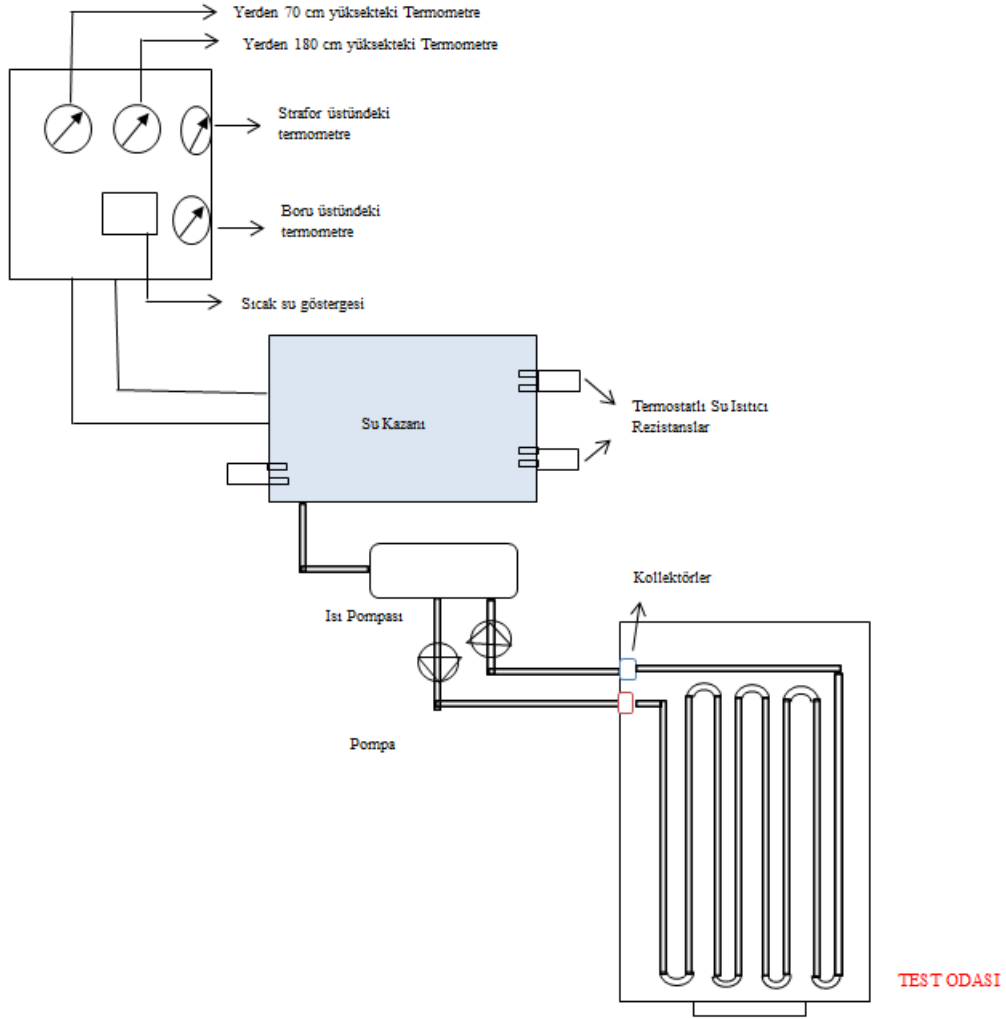 Yerden 70 cm yüksekteki Termometre
Yerden 180 cm yüksekteki Termometre
Strafor üstündeki
termometre
Boru üstündeki
termometre
Sıcak su göstergesi
Su Kazanı
Termostatlı Su Isıtıcı
Rezistanslar
Kollektörler
Isı Pompası
Pompa
TEST ODASI